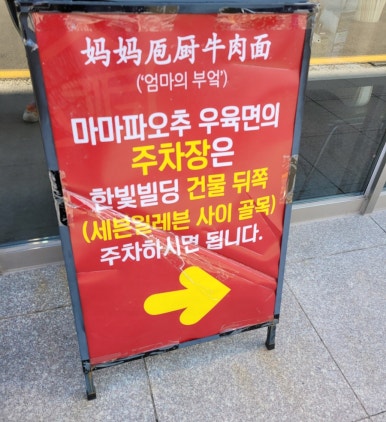 妈妈卮厨牛肉面
('엄마의 부엌')
마마파오추 우육면의
주차장은
한빛빌딩 건물 뒤쪽
(세븐일레븐 사이 골목)
주차하시면 됩니다.